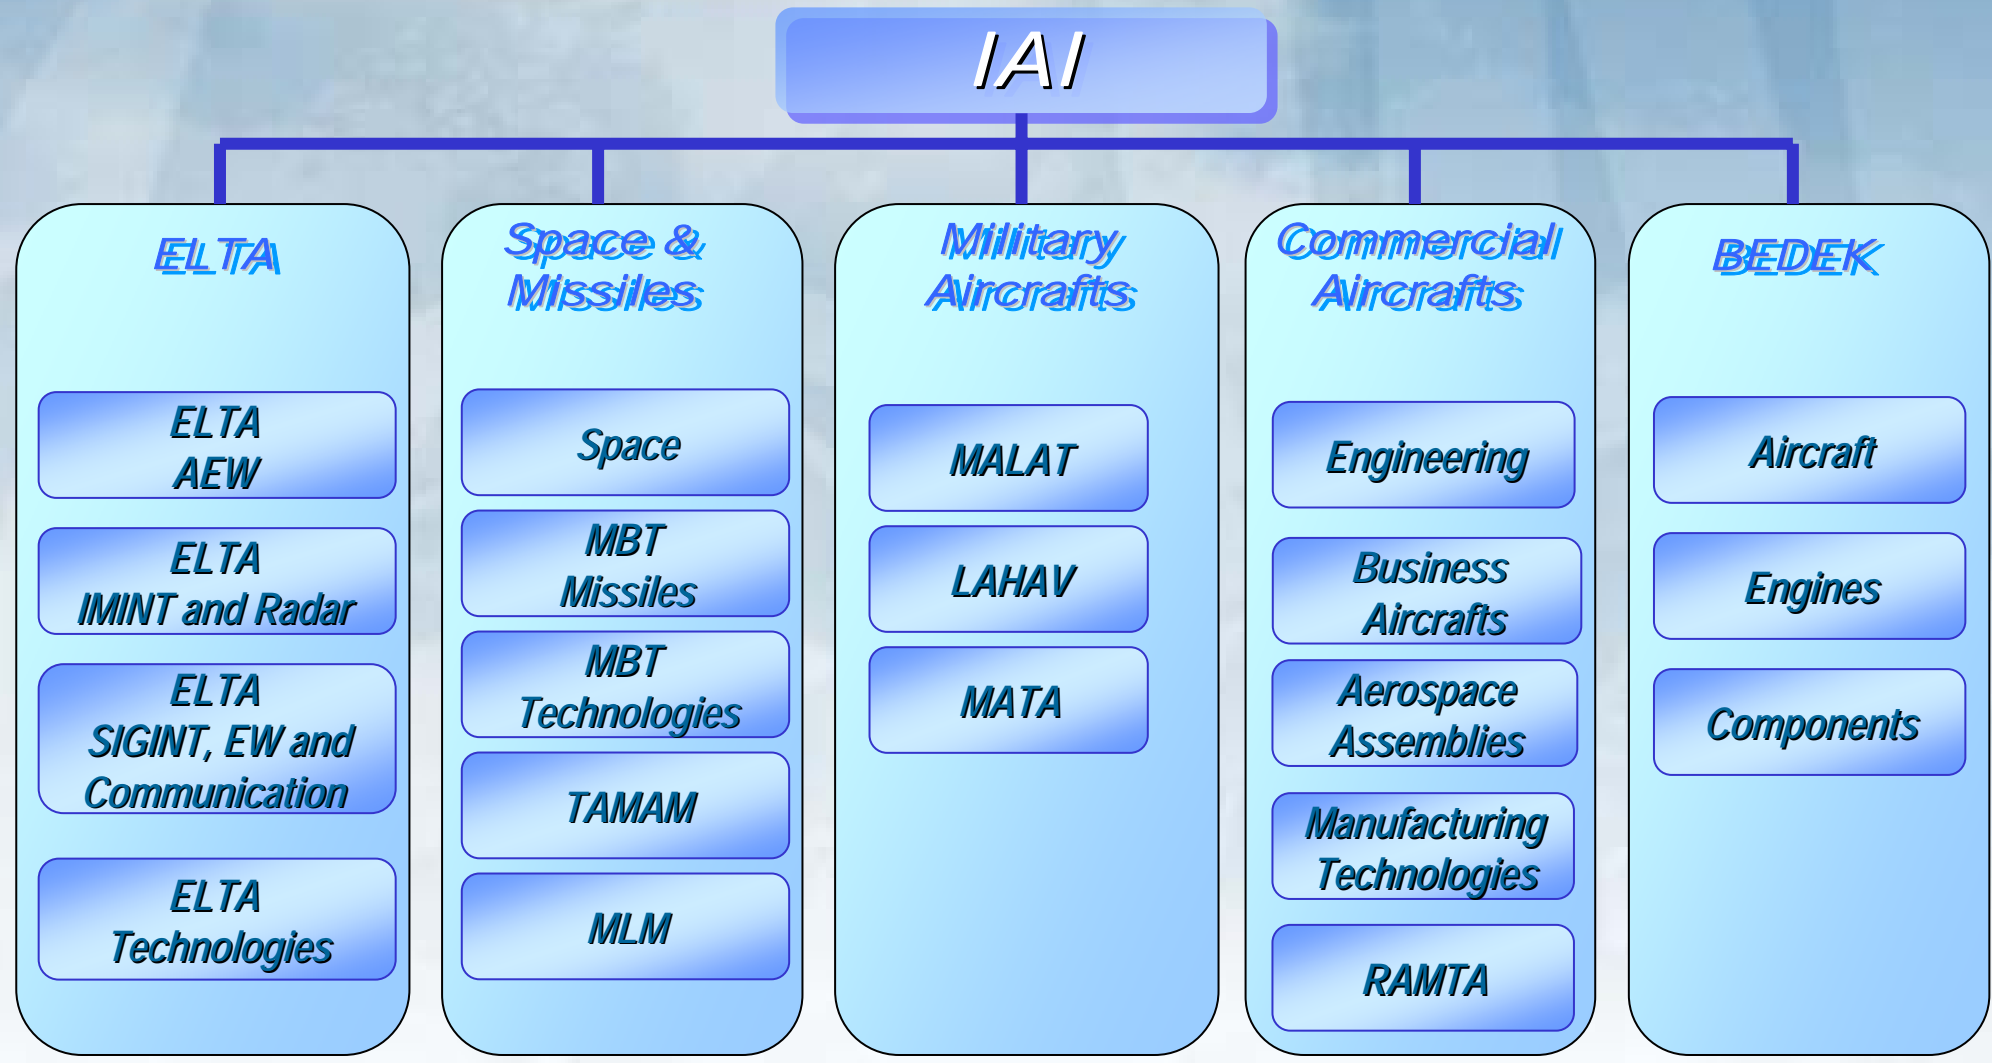 IAI
ELTA
ELTA
AEW
ELTA
IMINT and Radar
ELTA
SIGINT, EW and
Communication
ELTA
Technologies
Space &
Missiles
Space
MBT
Missiles
MBT
Technologies
TAMAM
MLM
Military
Aircrafts
MALAT
LAHAV
MATA
Commercial
Aircrafts
Engineering
Business
Aircrafts
Aerospace
Assemblies
Manufacturing
Technologies
RAMTA
BEDEK
Aircraft
Engines
Components